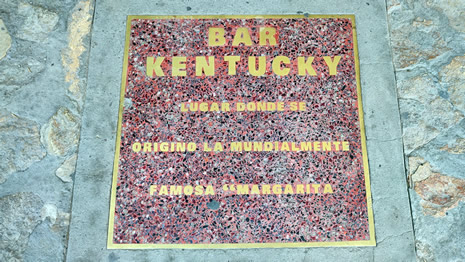 BAR
KENTUCKY
LUGAR DONDE SE
ORIGINO LA MUNDIALMENTE
FAMOSA “MARGARITA